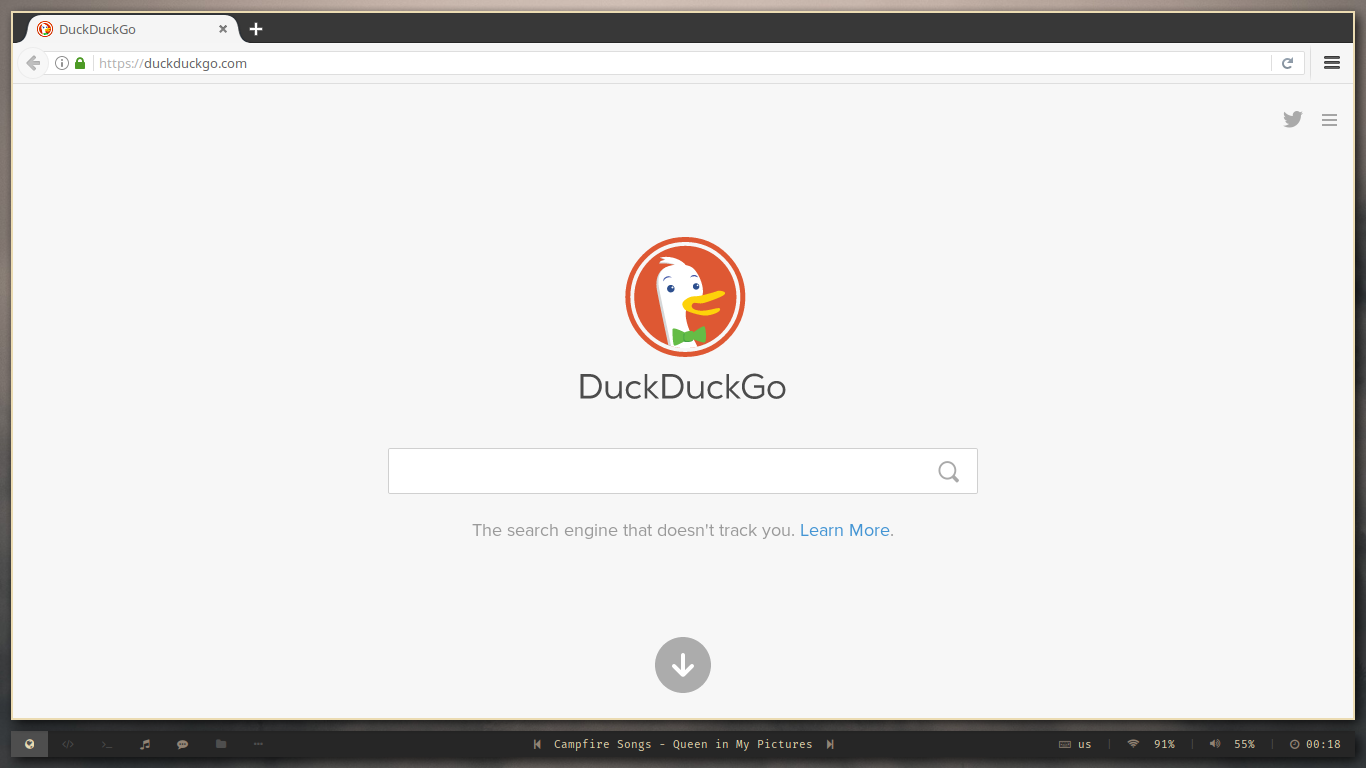 DuckDuckGo
https://duckduckgo.com
DuckDuckGo
The search engine that doesn't track you. Learn More.
Campfire Songs - Queen in My Pictures
us | 91% | 55% | 00:18